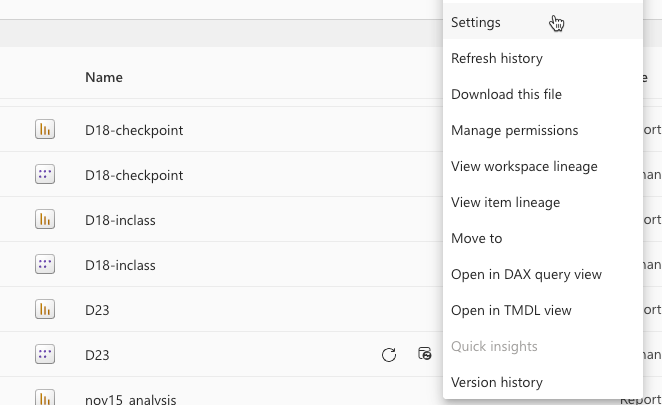 Settings
Refresh history
Name
Download this file
D18-checkpoint
Manage permissions
D18-checkpoint
View workspace lineage
View item lineage
D18-inclass
Move to
D18-inclass
Open in DAX query view
D23
Open in TMDL view
D23
Quick insights
Version history
nov15_analysis
Report